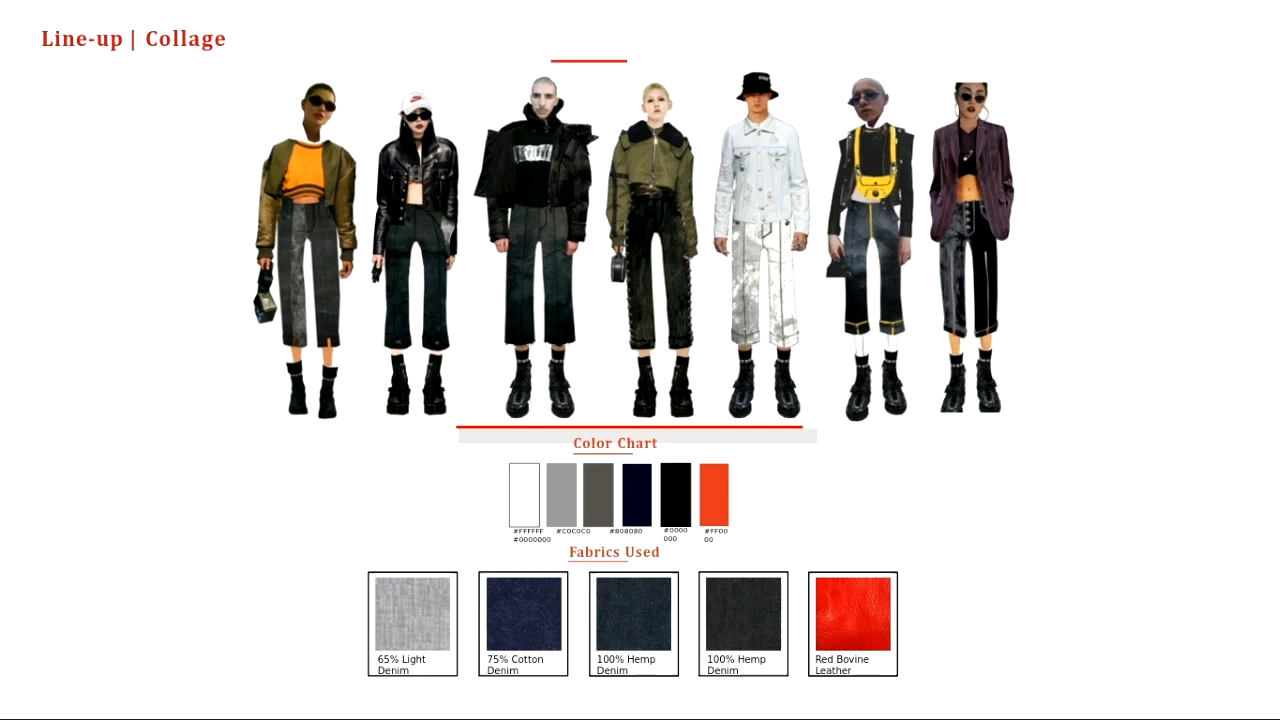 Line-up | Collage
Color Chart
#FFFFFF #C0C0C0 #808080 #0000 #FF00
#0000000 000 00
Fabrics Used
65% Light
Denim
75% Cotton
Denim
100% Hemp
Denim
100% Hemp
Denim
Red Bovine
Leather